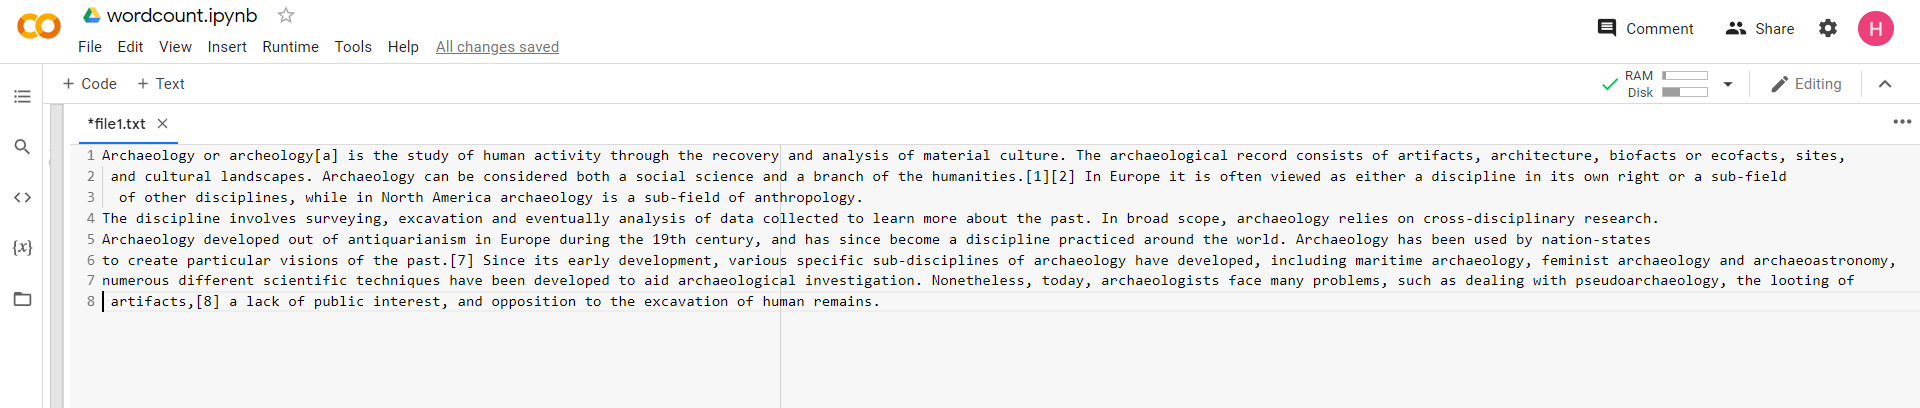 wordcount.ipynb
File Edit View Insert Runtime Tools Help All changes saved
Comment Share H
+ Code + Text
RAM
Disk
Editing
{x}
*file1.txt
1 Archaeology or archeology[a] is the study of human activity through the recovery and analysis of material culture. The archaeological record consists of artifacts, architecture, biofacts or ecofacts, sites,
2 and cultural landscapes. Archaeology can be considered both a social science and a branch of the humanities.[1][2] In Europe it is often viewed as either a discipline in its own right or a sub-field
3 of other disciplines, while in North America archaeology is a sub-field of anthropology.
4 The discipline involves surveying, excavation and eventually analysis of data collected to learn more about the past. In broad scope, archaeology relies on cross-disciplinary research.
5 Archaeology developed out of antiquarianism in Europe during the 19th century, and has since become a discipline practiced around the world. Archaeology has been used by nation-states
6 to create particular visions of the past.[7] Since its early development, various specific sub-disciplines of archaeology have developed, including maritime archaeology, feminist archaeology and archaeoastronomy,
7 numerous different scientific techniques have been developed to aid archaeological investigation. Nonetheless, today, archaeologists face many problems, such as dealing with pseudoarchaeology, the looting of
8 artifacts,[8] a lack of public interest, and opposition to the excavation of human remains.